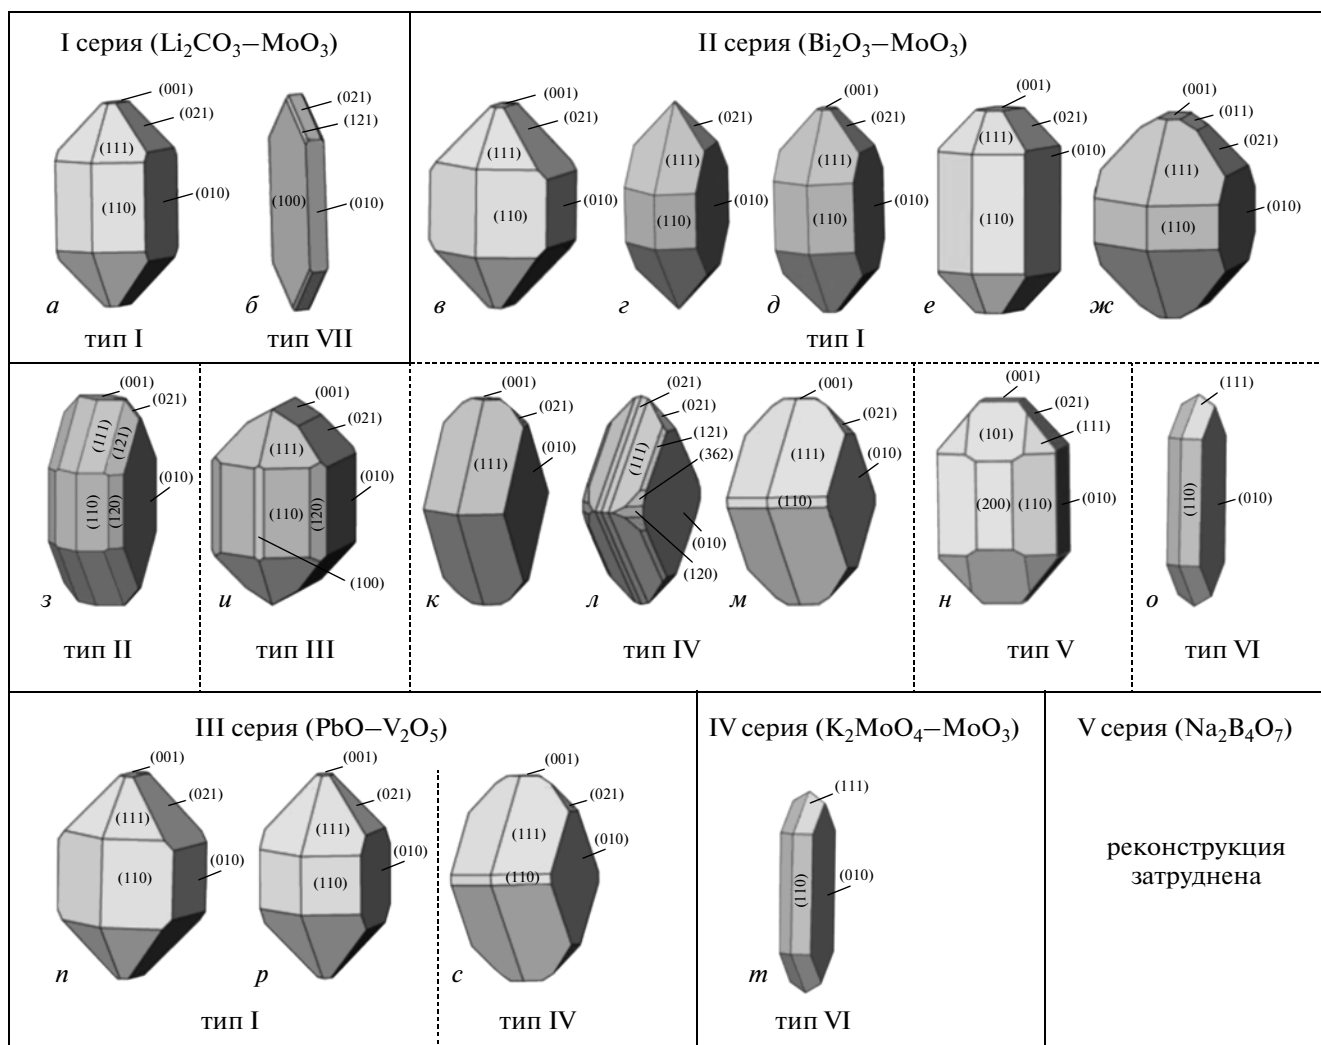 I серия (Li₂CO₃–MoO₃)
II серия (Bi₂O₃–MoO₃)
(001)
(021)
(111)
(110)
(010)
а
тип I
(021)
(121)
(100)
(010)
б
тип VII
(001)
(021)
(111)
(110)
(010)
в
(021)
(111)
(110)
(010)
г
(001)
(021)
(111)
(110)
(010)
д
(001)
(021)
(010)
(111)
(110)
е
(001)
(011)
(021)
(111)
(110)
(010)
ж
тип I
(001)
(021)
(111)
(121)
(010)
(110)
(120)
з
тип II
(001)
(021)
(111)
(010)
(110)
(120)
(100)
и
тип III
(001)
(021)
(111)
(010)
к
(021)
(021)
(121)
(362)
(111)
(010)
(120)
л
(001)
(021)
(111)
(010)
(110)
м
тип IV
(001)
(021)
(111)
(101)
(200)
(110)
(010)
н
тип V
(111)
(110)
(010)
о
тип VI
III серия (PbO–V₂O₅)
(001)
(021)
(111)
(110)
(010)
п
(001)
(021)
(111)
(110)
(010)
р
тип I
(001)
(021)
(111)
(010)
(110)
с
тип IV
IV серия (K₂MoO₄–MoO₃)
(111)
(110)
(010)
т
тип VI
V серия (Na₂B₄O₇)
реконструкция
затруднена